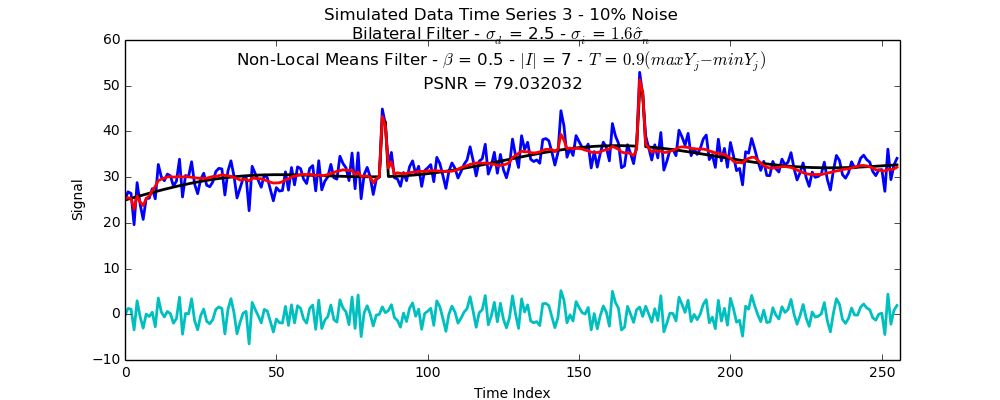 Simulated Data Time Series 3 - 10% Noise
Bilateral Filter - σ_d = 2.5 - σ_i = 1.6σ̂_n
Non-Local Means Filter - β = 0.5 - |I| = 7 - T = 0.9(maxY_j−minY_j)
PSNR = 79.032032
60
50
40
30
20
10
0
−10
Signal
0 50 100 150 200 250
Time Index